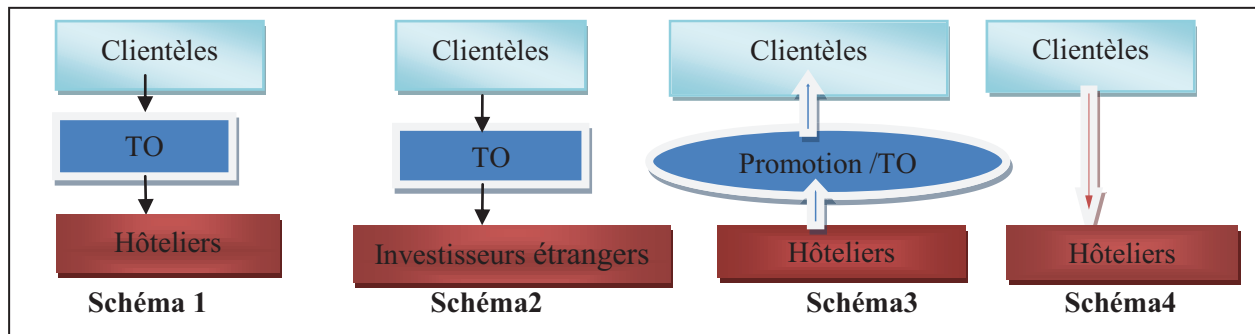 Clientèles
TO
Hôteliers
Schéma 1
Clientèles
TO
Investisseurs étrangers
Schéma2
Clientèles
Promotion /TO
Hôteliers
Schéma3
Clientèles
Hôteliers
Schéma4